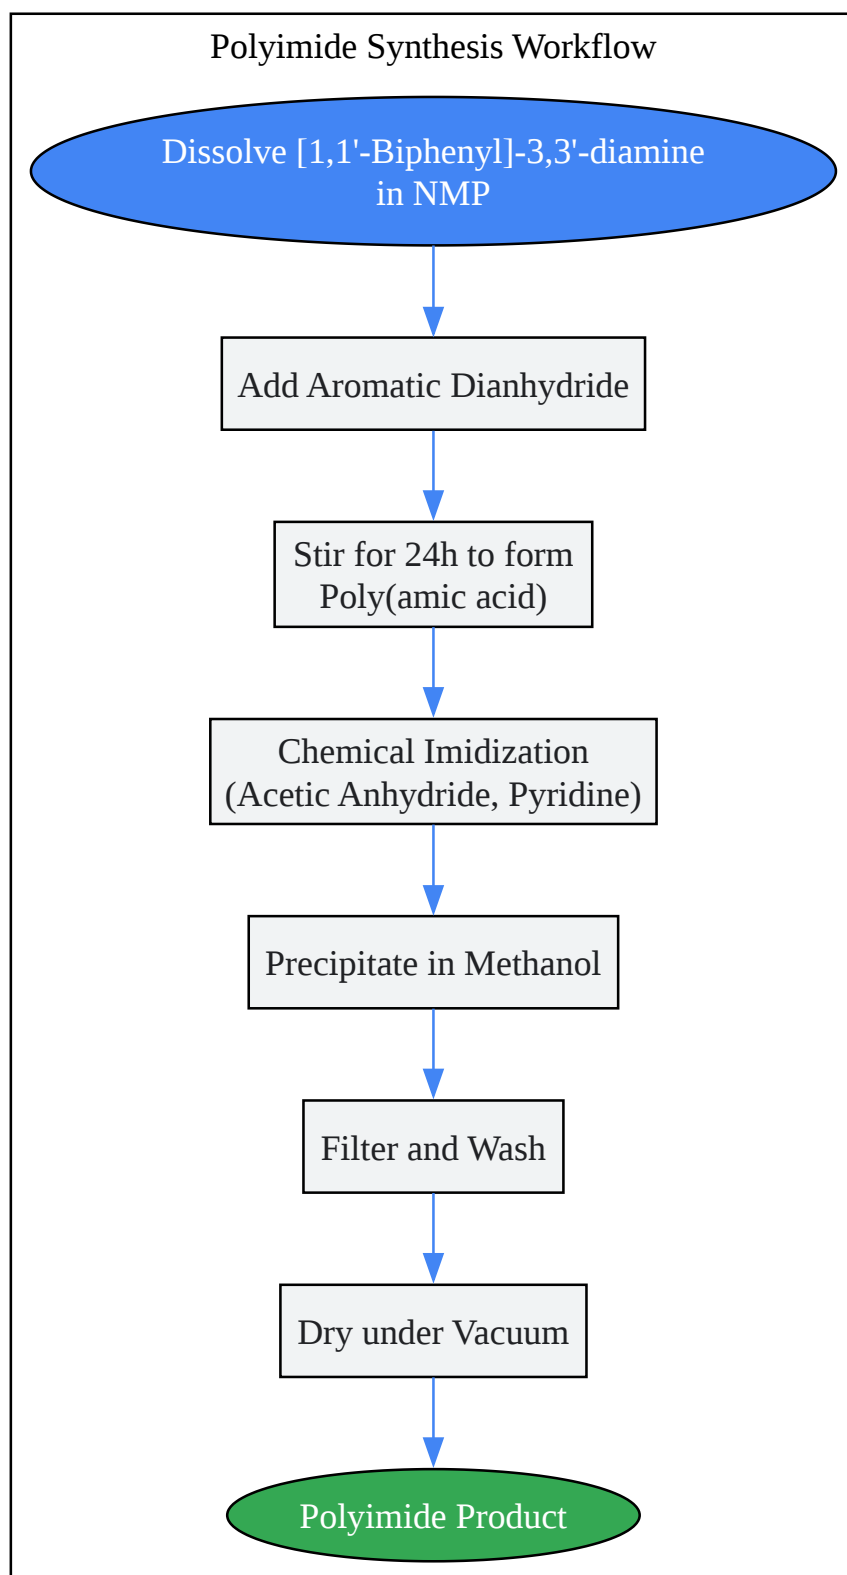 Polyimide Synthesis Workflow
Dissolve [1,1'-Biphenyl]-3,3'-diamine
in NMP
Add Aromatic Dianhydride
Stir for 24h to form
Poly(amic acid)
Chemical Imidization
(Acetic Anhydride, Pyridine)
Precipitate in Methanol
Filter and Wash
Dry under Vacuum
Polyimide Product